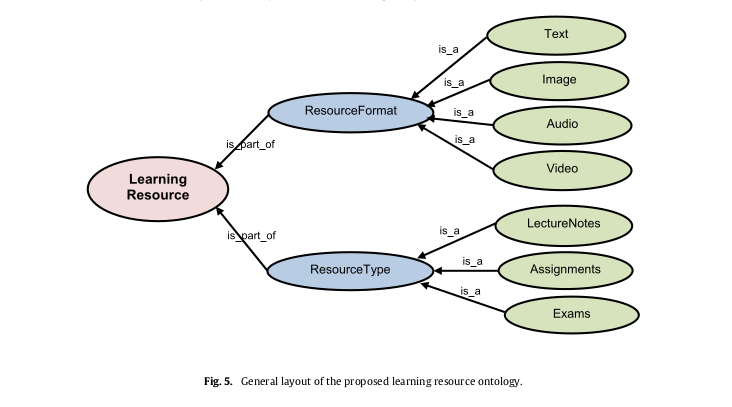 Text
is_a
Image
is_a
ResourceFormat
is_a
Audio
is_a
Video
is_part_of
Learning
Resource
is_part_of
LectureNotes
is_a
ResourceType
is_a
Assignments
is_a
Exams
Fig. 5. General layout of the proposed learning resource ontology.